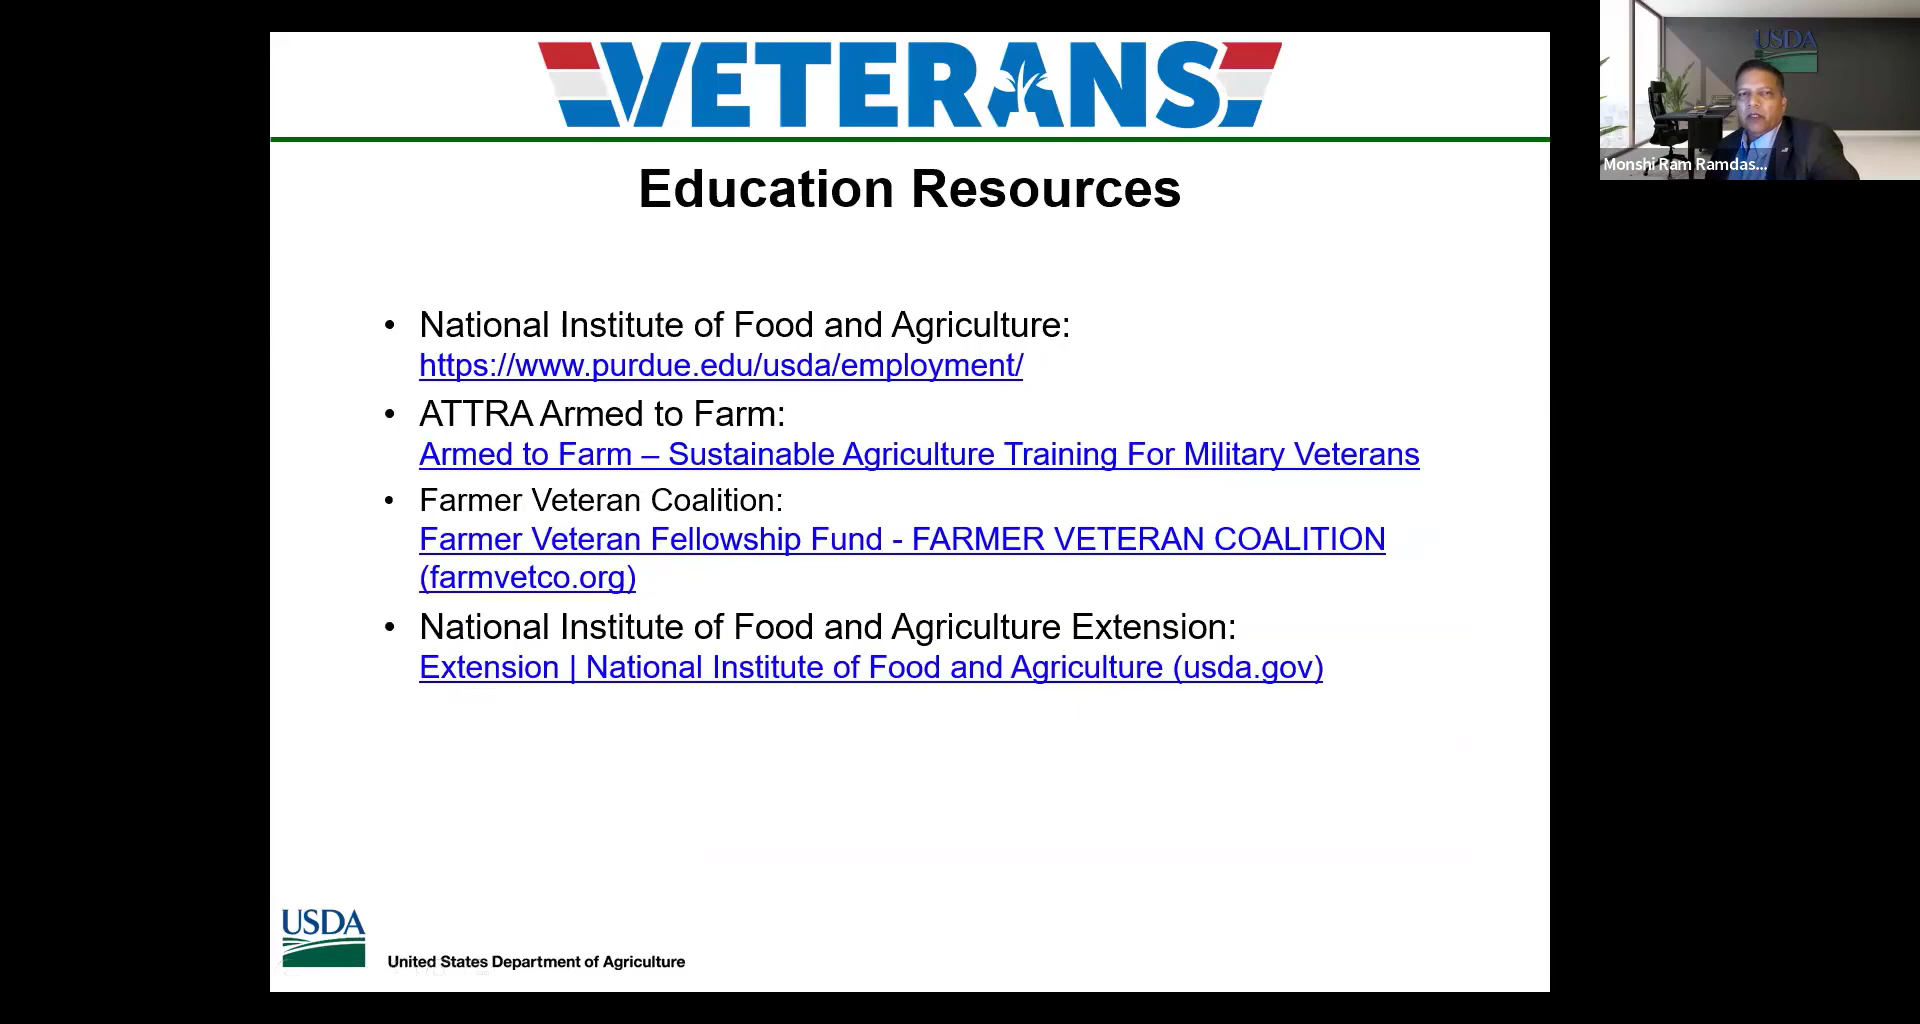 VETERANS
USDA
Monshi Ram Ramdas...
Education Resources
• National Institute of Food and Agriculture:
https://www.purdue.edu/usda/employment/
• ATTRA Armed to Farm:
Armed to Farm – Sustainable Agriculture Training For Military Veterans
• Farmer Veteran Coalition:
Farmer Veteran Fellowship Fund - FARMER VETERAN COALITION
(farmvetco.org)
• National Institute of Food and Agriculture Extension:
Extension | National Institute of Food and Agriculture (usda.gov)
USDA
United States Department of Agriculture